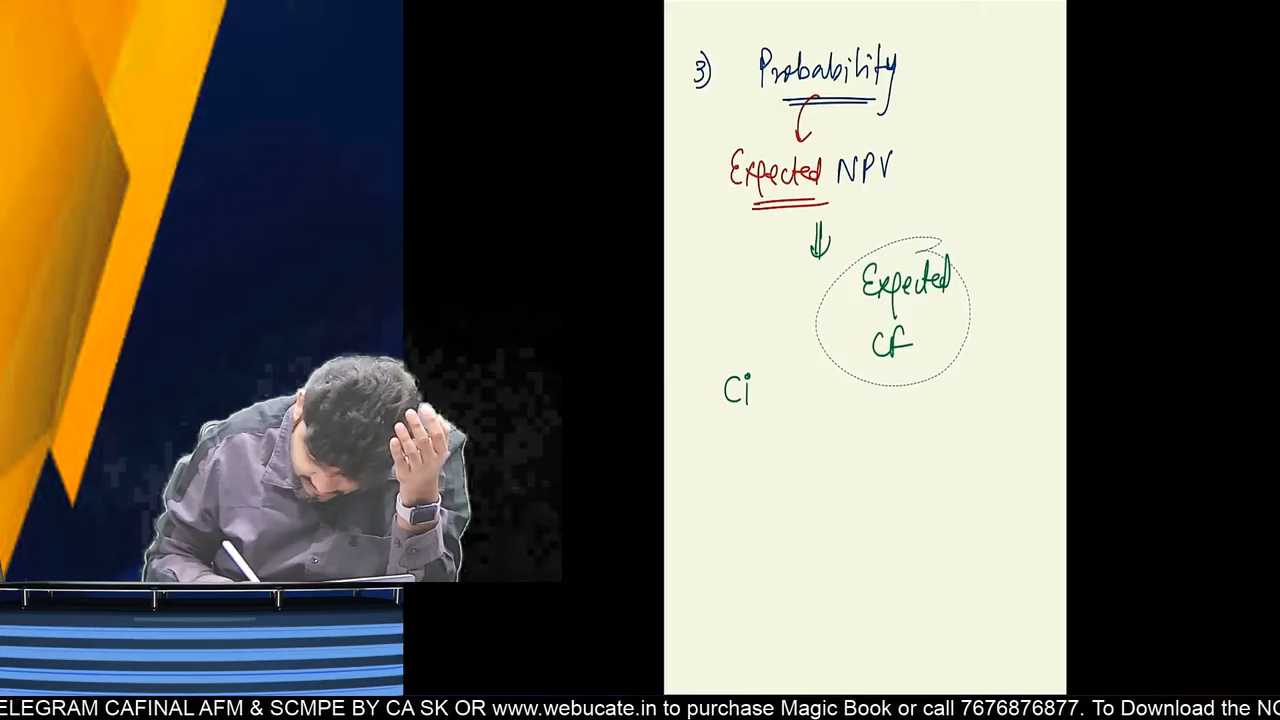 3) Probability
Expected NPV
Expected
CF
Ci
ELEGRAM CAFINAL AFM & SCMPE BY CA SK OR www.webucate.in to purchase Magic Book or call 7676876877. To Download the NO